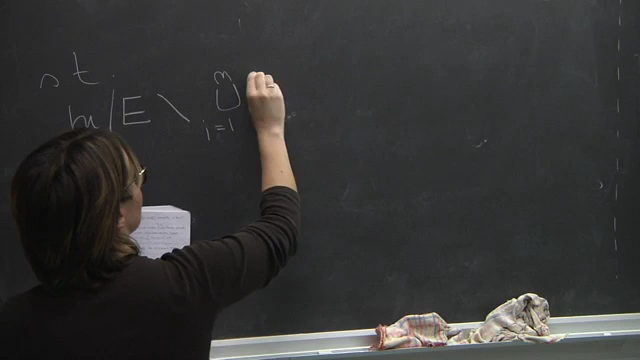 s t.
m/E \ ∪
m
i=1